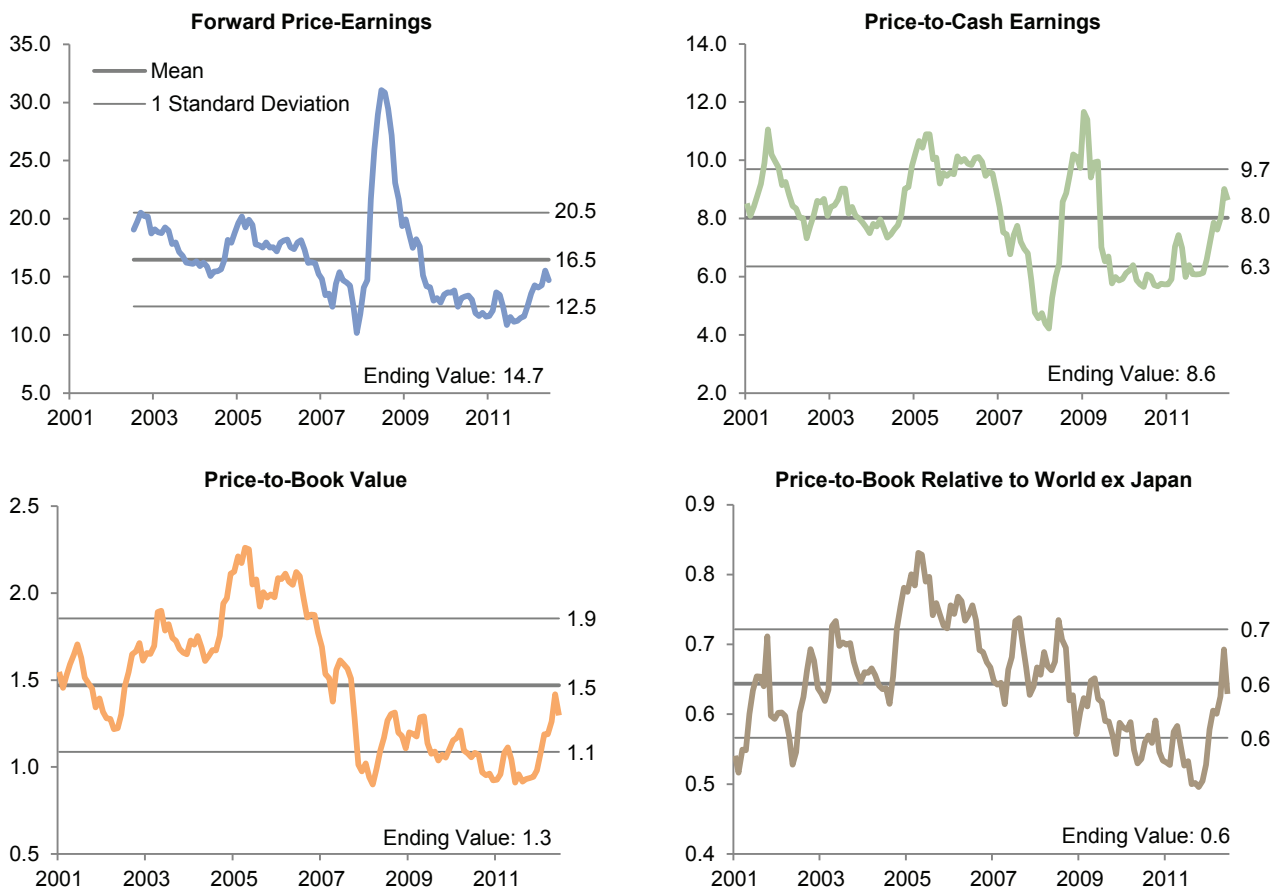 Forward Price-Earnings
35.0
30.0
25.0
20.0
15.0
10.0
5.0
Mean
1 Standard Deviation
20.5
16.5
12.5
Ending Value: 14.7
2001 2003 2005 2007 2009 2011
Price-to-Cash Earnings
14.0
12.0
10.0
8.0
6.0
4.0
2.0
9.7
8.0
6.3
Ending Value: 8.6
2001 2003 2005 2007 2009 2011
Price-to-Book Value
2.5
2.0
1.5
1.0
0.5
1.9
1.5
1.1
Ending Value: 1.3
2001 2003 2005 2007 2009 2011
Price-to-Book Relative to World ex Japan
0.9
0.8
0.7
0.6
0.5
0.4
0.7
0.6
0.6
Ending Value: 0.6
2001 2003 2005 2007 2009 2011